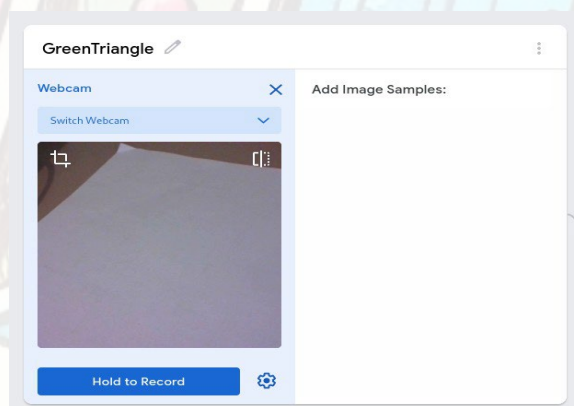 GreenTriangle
Webcam
Add Image Samples:
Switch Webcam
Hold to Record